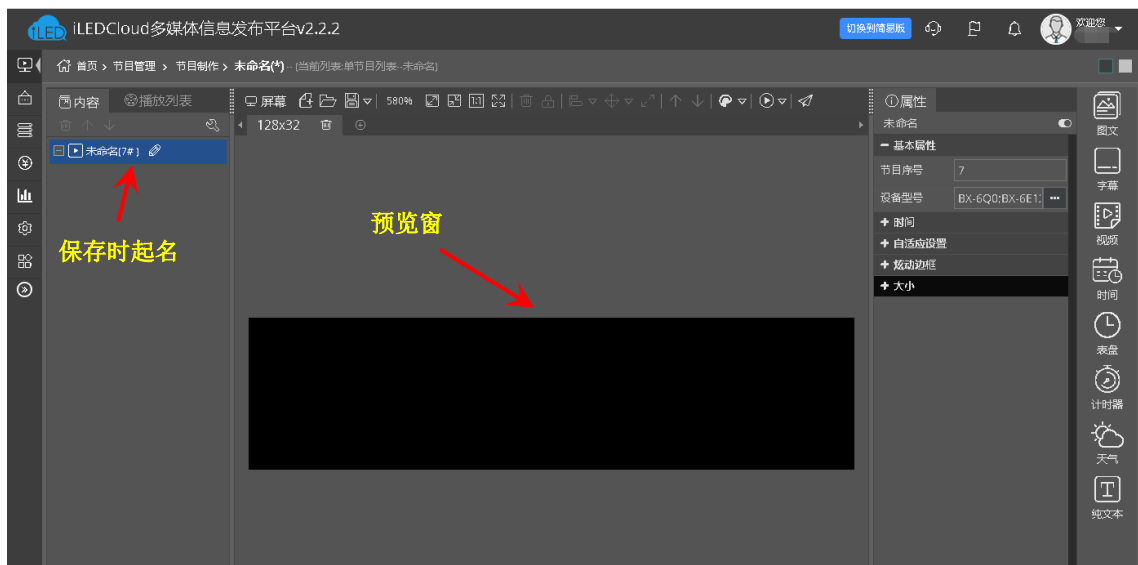 iLED iLEDCloud多媒体信息发布平台v2.2.2
切换到简易版
欢迎您
首页 > 节目管理 > 节目制作 > 未命名(*) -- [当前列表:单节目列表--未命名]
内容 播放列表
屏幕 580% 1:1
属性
128x32
未命名
未命名[7# ]
基本属性
节目序号 7
设备型号 BX-6Q0;BX-6E1;
时间
自适应设置
炫动边框
大小
保存时起名
预览窗
图文
字幕
视频
时间
表盘
计时器
天气
纯文本